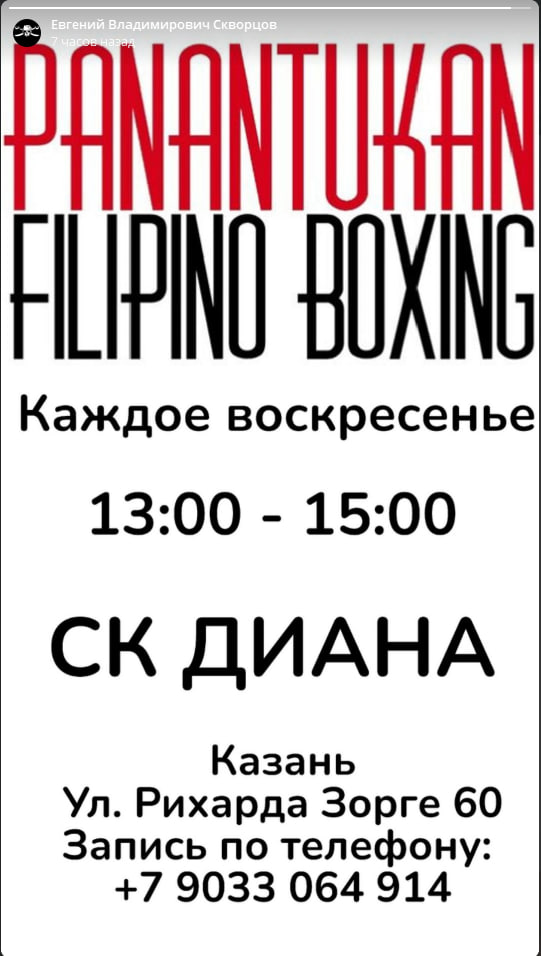 Евгений Владимирович Скворцов
7 часов назад
PANANTUKAN
FILIPINO BOXING
Каждое воскресенье
13:00 - 15:00
СК ДИАНА
Казань
Ул. Рихарда Зорге 60
Запись по телефону:
+7 9033 064 914